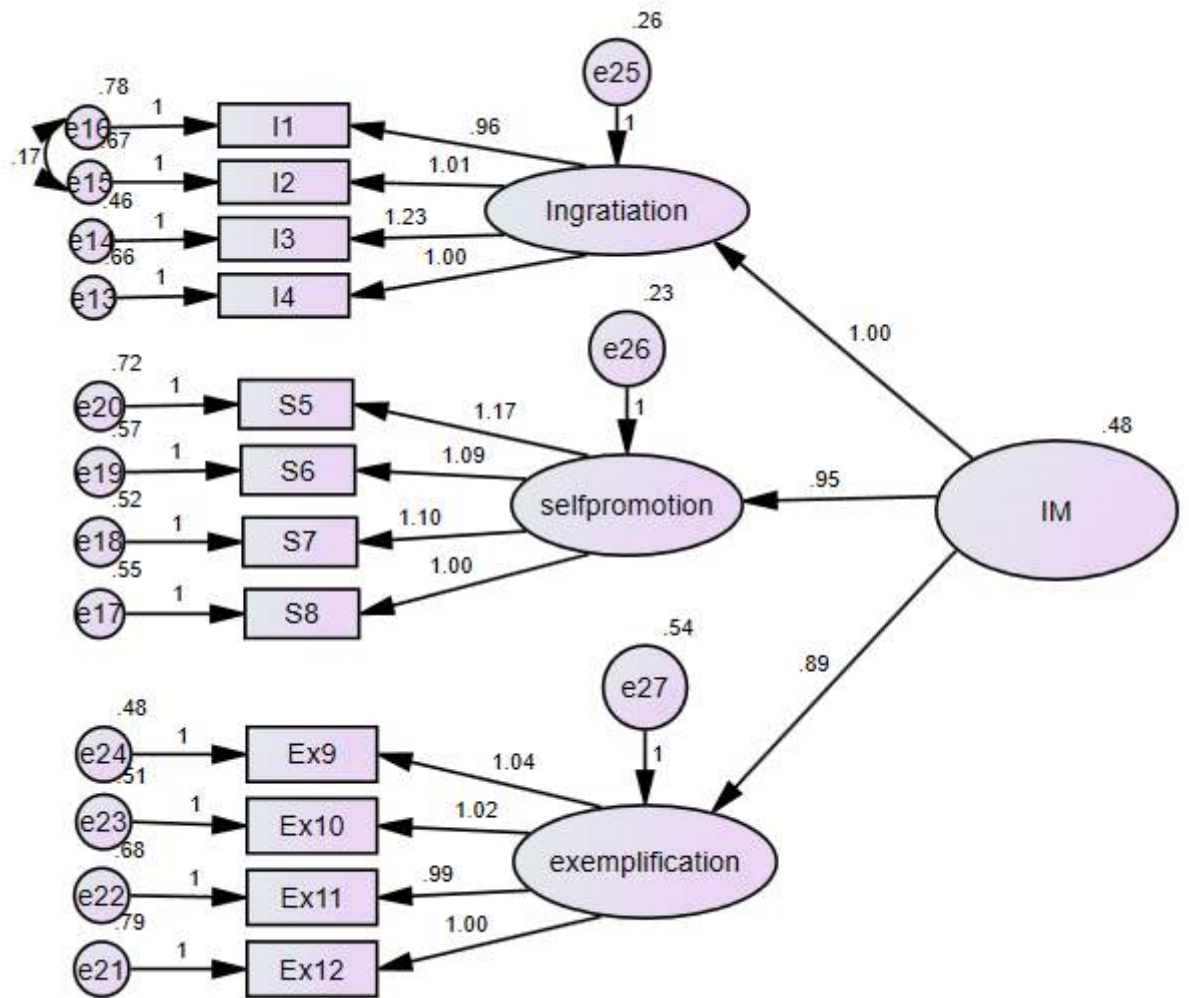 .26
e25
1
.78
e16
1
I1
.96
.67
.17
e15
1
I2
1.01
.46
e14
1
I3
1.23
.66
e13
1
I4
1.00
Ingratiation
1.00
.23
e26
1
.72
e20
1
S5
1.17
.57
e19
1
S6
1.09
.52
e18
1
S7
1.10
.55
e17
1
S8
1.00
selfpromotion
.95
.48
IM
.54
e27
1
.89
.48
e24
1
Ex9
1.04
.51
e23
1
Ex10
1.02
.68
e22
1
Ex11
.99
.79
e21
1
Ex12
1.00
exemplification